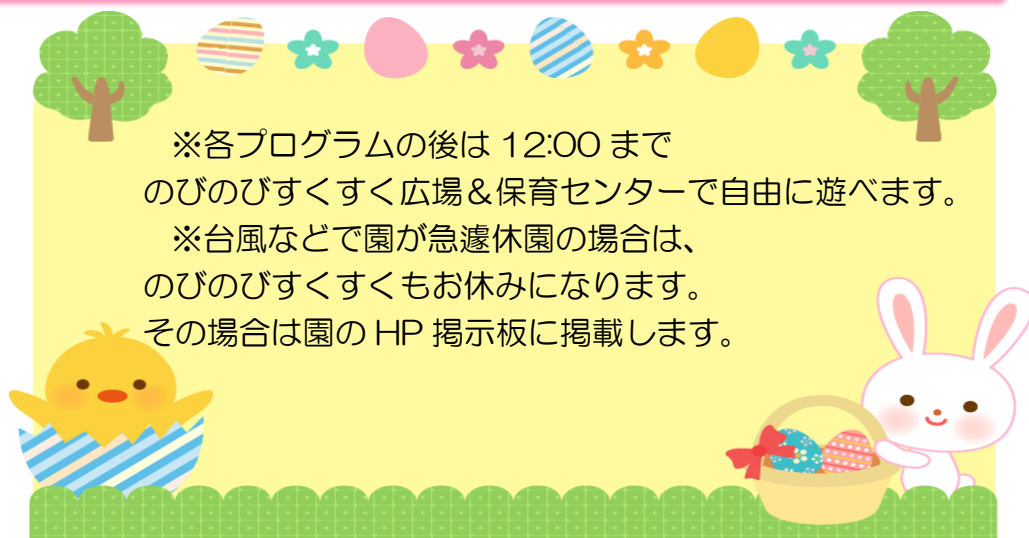 ※各プログラムの後は 12:00 まで
のびのびすくすく広場＆保育センターで自由に遊べます。
※台風などで園が急遽休園の場合は、
のびのびすくすくもお休みになります。
その場合は園の HP 掲示板に掲載します。